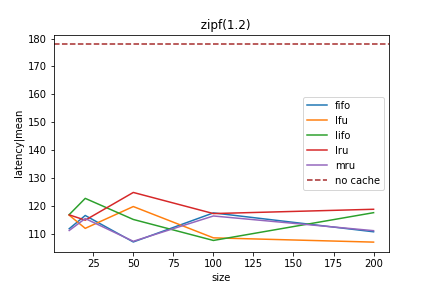 zipf(1.2)
latency|mean
180
170
160
150
140
130
120
110
fifo
lfu
lifo
lru
mru
no cache
25
50
75
100
125
150
175
200
size